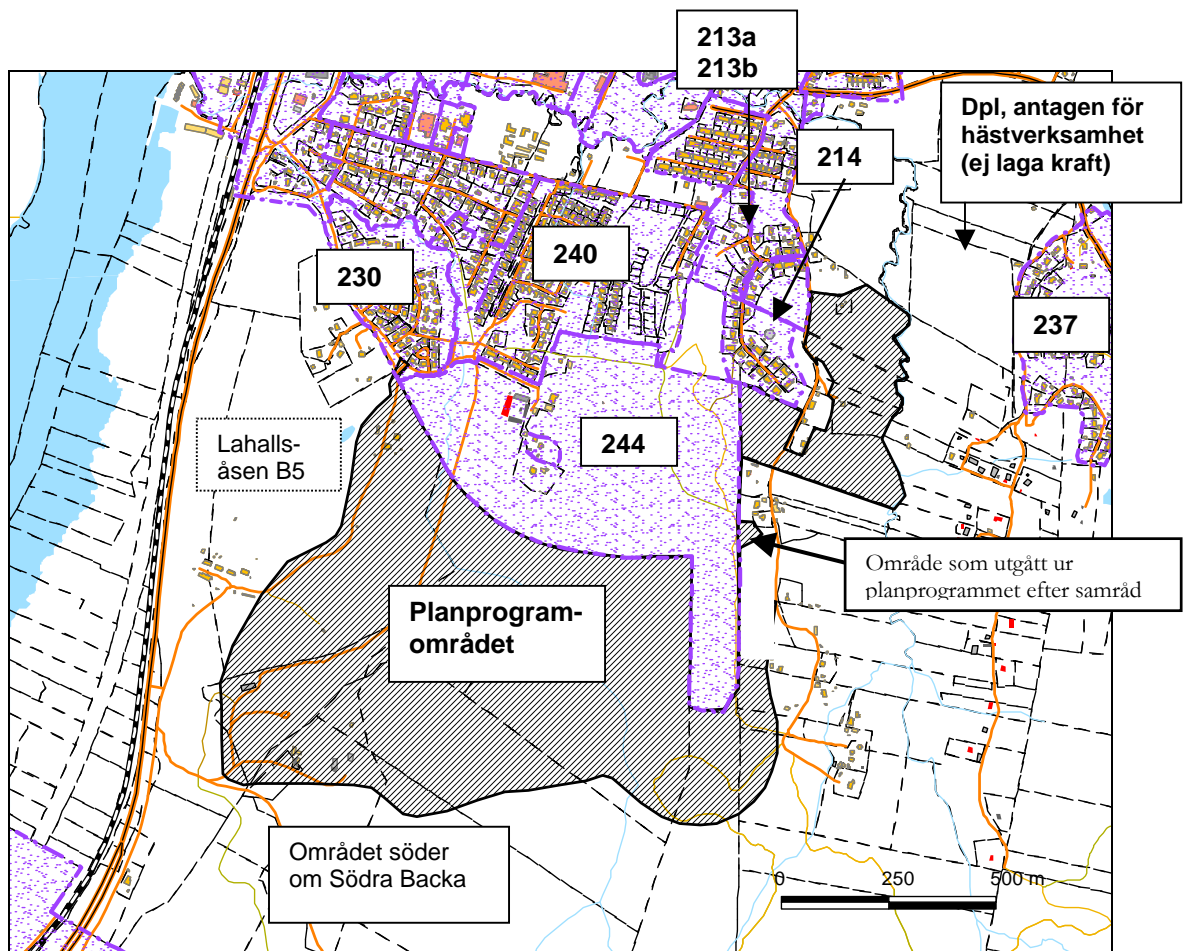 213a
213b
Dpl, antagen för
hästverksamhet
(ej laga kraft)
214
240
230
237
244
Lahalls-
åsen B5
Område som utgått ur
planprogrammet efter samråd
Planprogram-
området
Området söder
om Södra Backa
0 250 500 m